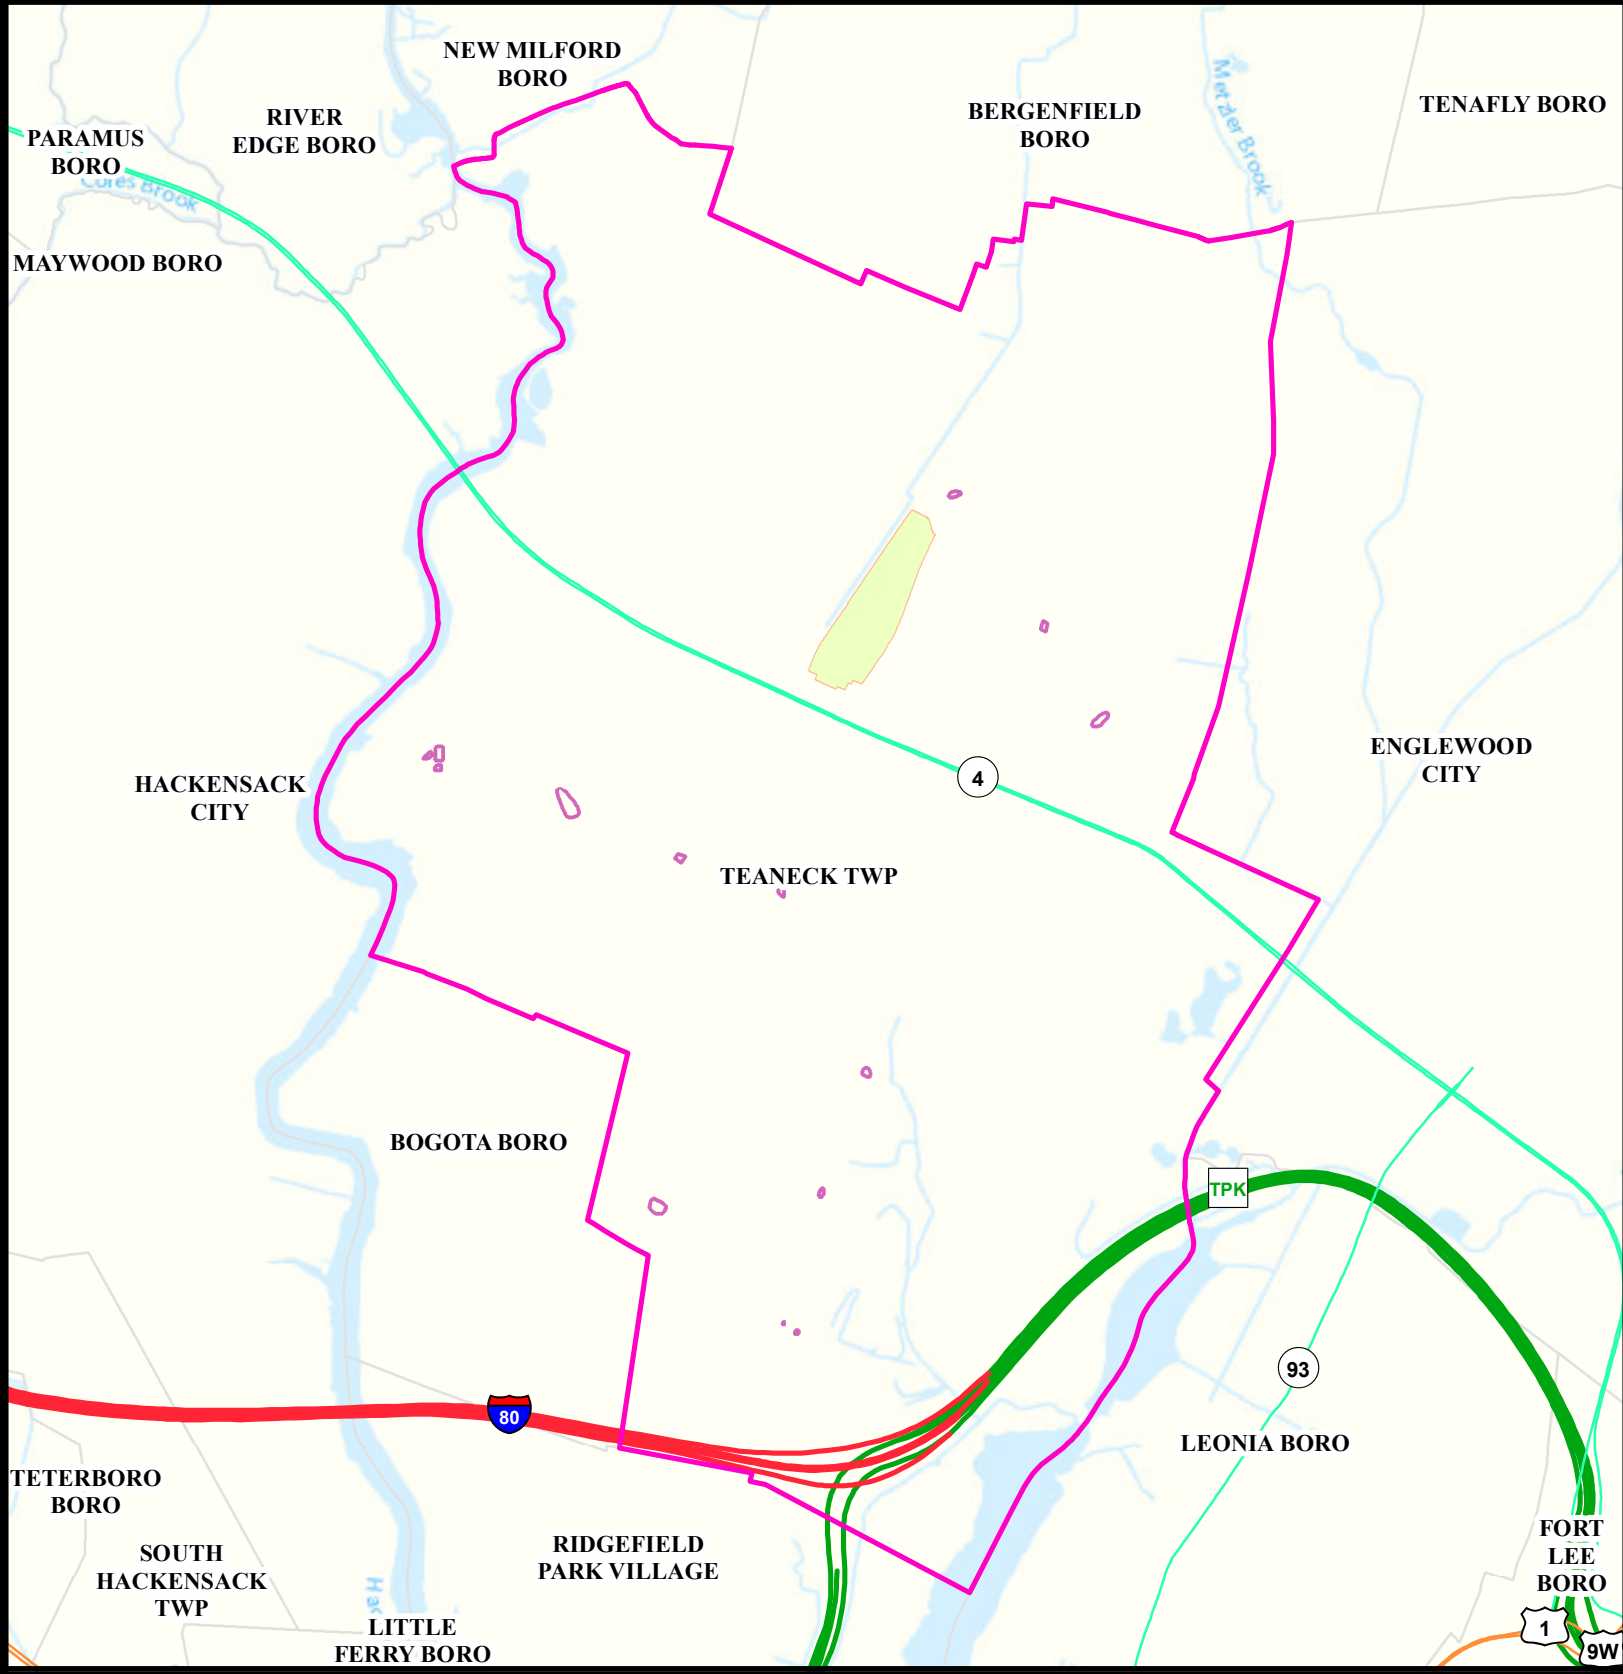 NEW MILFORD
BORO
RIVER
EDGE BORO
PARAMUS
BORO
Coles Brook
MAYWOOD BORO
BERGENFIELD
BORO
TENAFLY BORO
Metzler Brook
HACKENSACK
CITY
4
ENGLEWOOD
CITY
TEANECK TWP
BOGOTA BORO
TPK
93
80
LEONIA BORO
TETERBORO
BORO
SOUTH
HACKENSACK
TWP
RIDGEFIELD
PARK VILLAGE
FORT
LEE
BORO
LITTLE
FERRY BORO
1
9W